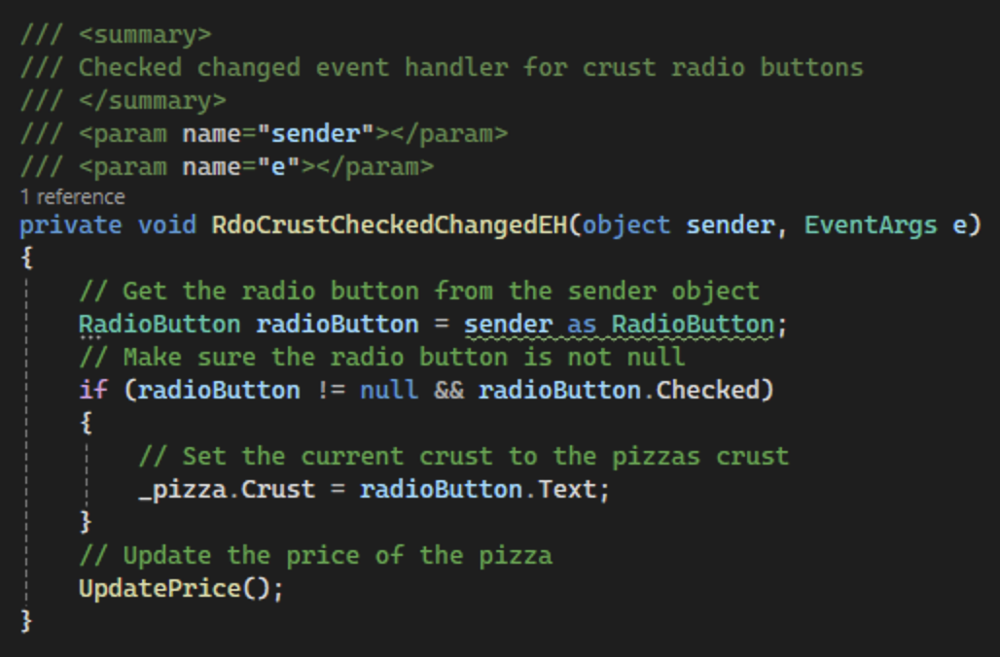 /// <summary>
/// Checked changed event handler for crust radio buttons
/// </summary>
/// <param name="sender"></param>
/// <param name="e"></param>
1 reference
private void RdoCrustCheckedChangedEH(object sender, EventArgs e)
{
    // Get the radio button from the sender object
    RadioButton radioButton = sender as RadioButton;
    // Make sure the radio button is not null
    if (radioButton != null && radioButton.Checked)
    {
        // Set the current crust to the pizzas crust
        _pizza.Crust = radioButton.Text;
    }
    // Update the price of the pizza
    UpdatePrice();
}